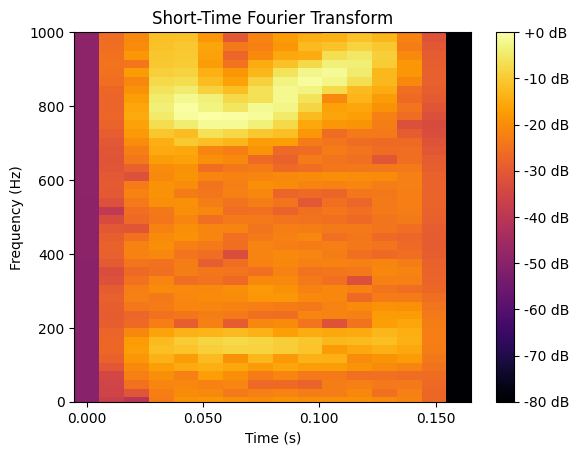 Short-Time Fourier Transform
1000
800
600
400
200
0
Frequency (Hz)
0.000
0.050
0.100
0.150
Time (s)
+0 dB
-10 dB
-20 dB
-30 dB
-40 dB
-50 dB
-60 dB
-70 dB
-80 dB